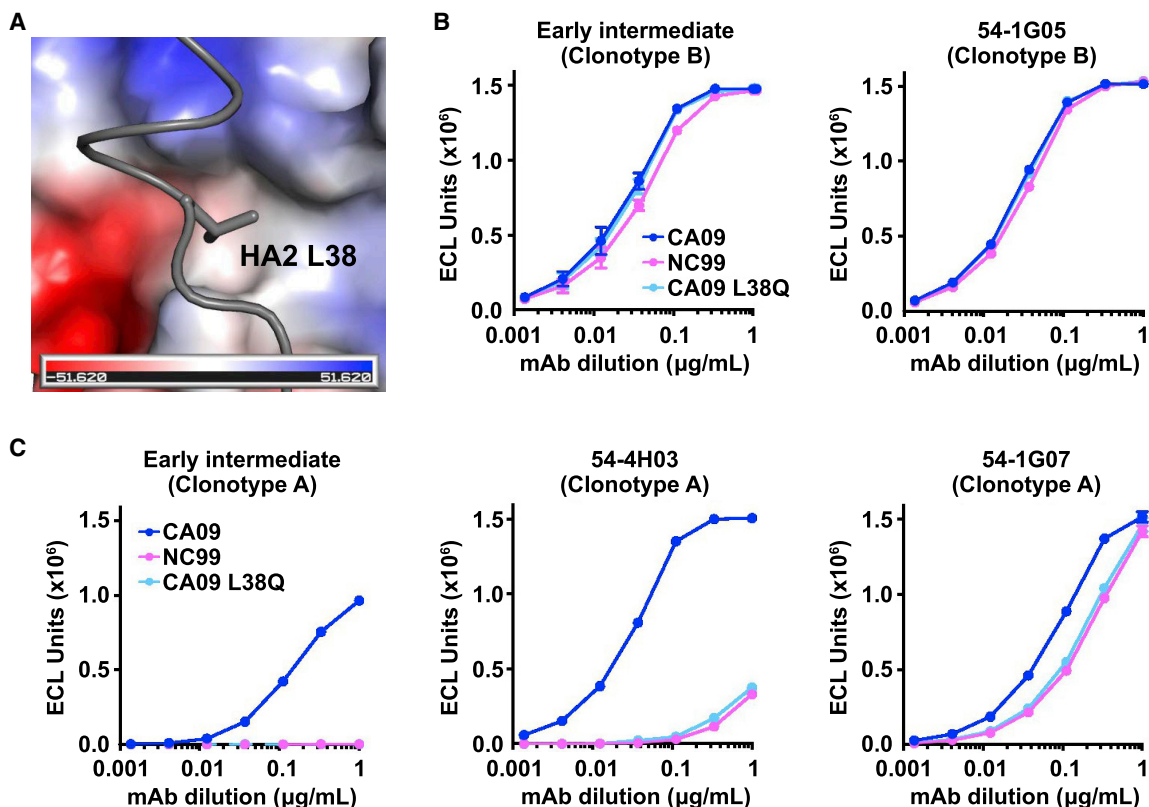 A
HA2 L38
-51.620 51.620
B
Early intermediate
(Clonotype B)
ECL Units (x10⁶)
1.5
1.0
0.5
0.0
CA09
NC99
CA09 L38Q
0.001 0.01 0.1 1
mAb dilution (µg/mL)
54-1G05
(Clonotype B)
ECL Units (x10⁶)
1.5
1.0
0.5
0.0
0.001 0.01 0.1 1
mAb dilution (µg/mL)
C
Early intermediate
(Clonotype A)
ECL Units (x10⁶)
1.5
1.0
0.5
0.0
CA09
NC99
CA09 L38Q
0.001 0.01 0.1 1
mAb dilution (µg/mL)
54-4H03
(Clonotype A)
ECL Units (x10⁶)
1.5
1.0
0.5
0.0
0.001 0.01 0.1 1
mAb dilution (µg/mL)
54-1G07
(Clonotype A)
ECL Units (x10⁶)
1.5
1.0
0.5
0.0
0.001 0.01 0.1 1
mAb dilution (µg/mL)